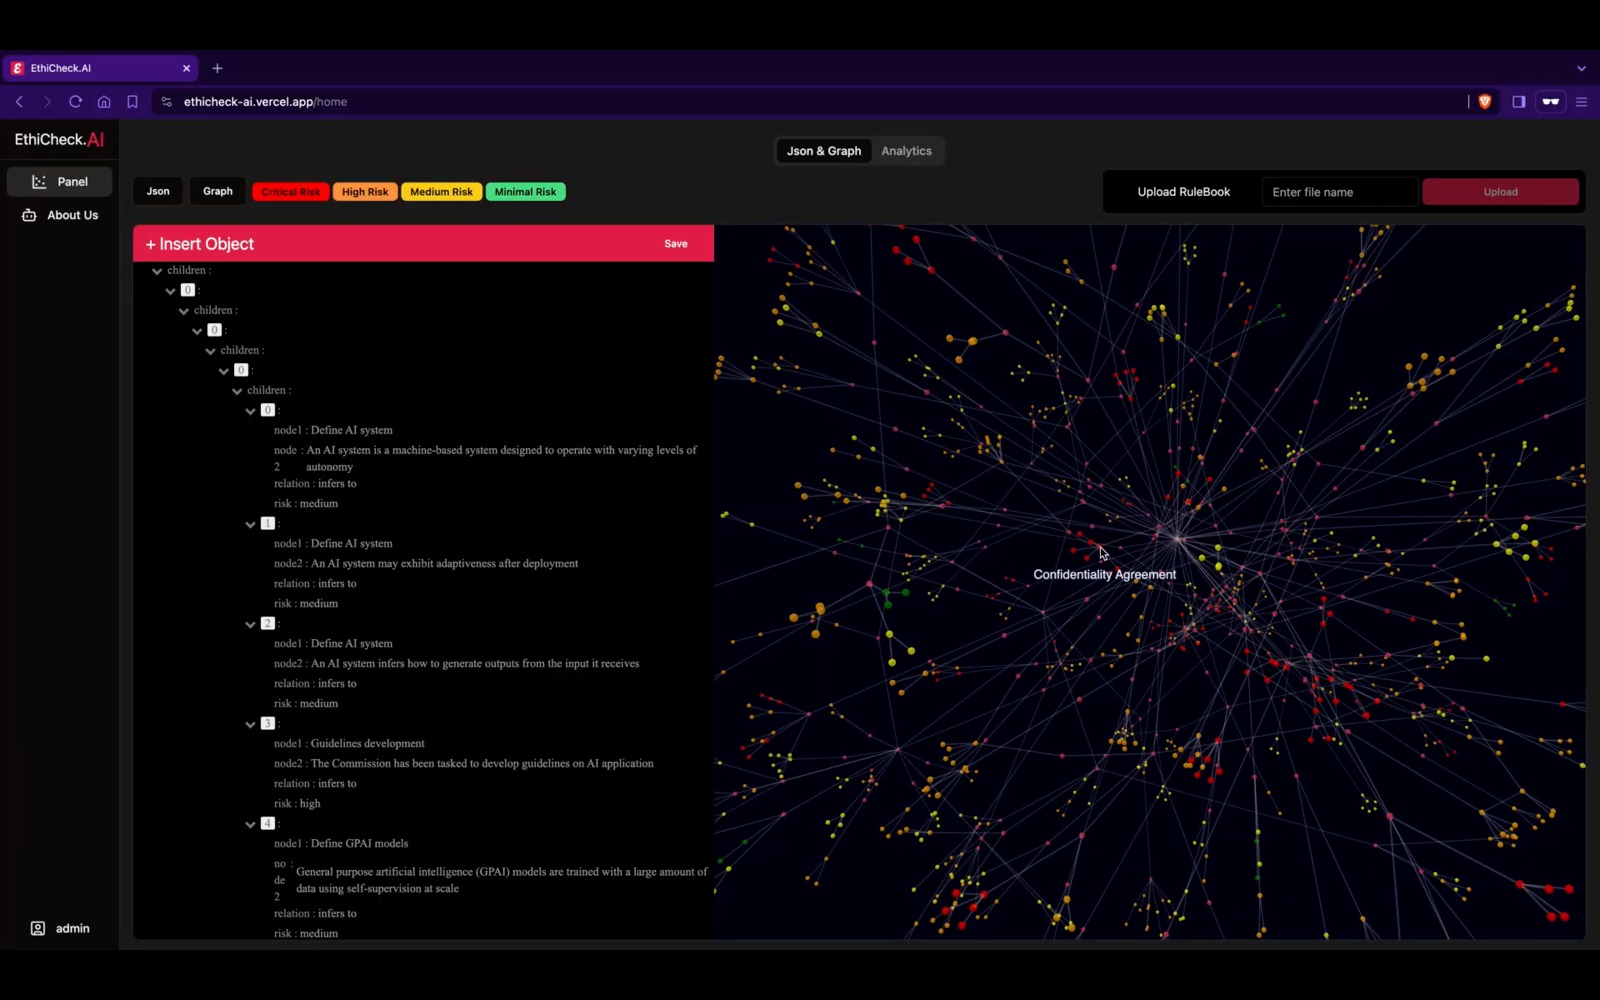 EthiCheck.AI
ethicheck-ai.vercel.app/home
EthiCheck.AI
Panel
About Us
admin
Json & Graph
Analytics
Json
Graph
Critical Risk
High Risk
Medium Risk
Minimal Risk
Upload RuleBook
Enter file name
Upload
+ Insert Object
Save
children :
0 :
children :
0 :
children :
0 :
children :
0 :
node1 : Define AI system
node : An AI system is a machine-based system designed to operate with varying levels of
2 autonomy
relation : infers to
risk : medium
1 :
node1 : Define AI system
node2 : An AI system may exhibit adaptiveness after deployment
relation : infers to
risk : medium
2 :
node1 : Define AI system
node2 : An AI system infers how to generate outputs from the input it receives
relation : infers to
risk : medium
3 :
node1 : Guidelines development
node2 : The Commission has been tasked to develop guidelines on AI application
relation : infers to
risk : high
4 :
node1 : Define GPAI models
no :
de General purpose artificial intelligence (GPAI) models are trained with a large amount of
2 data using self-supervision at scale
relation : infers to
risk : medium
Confidentiality Agreement